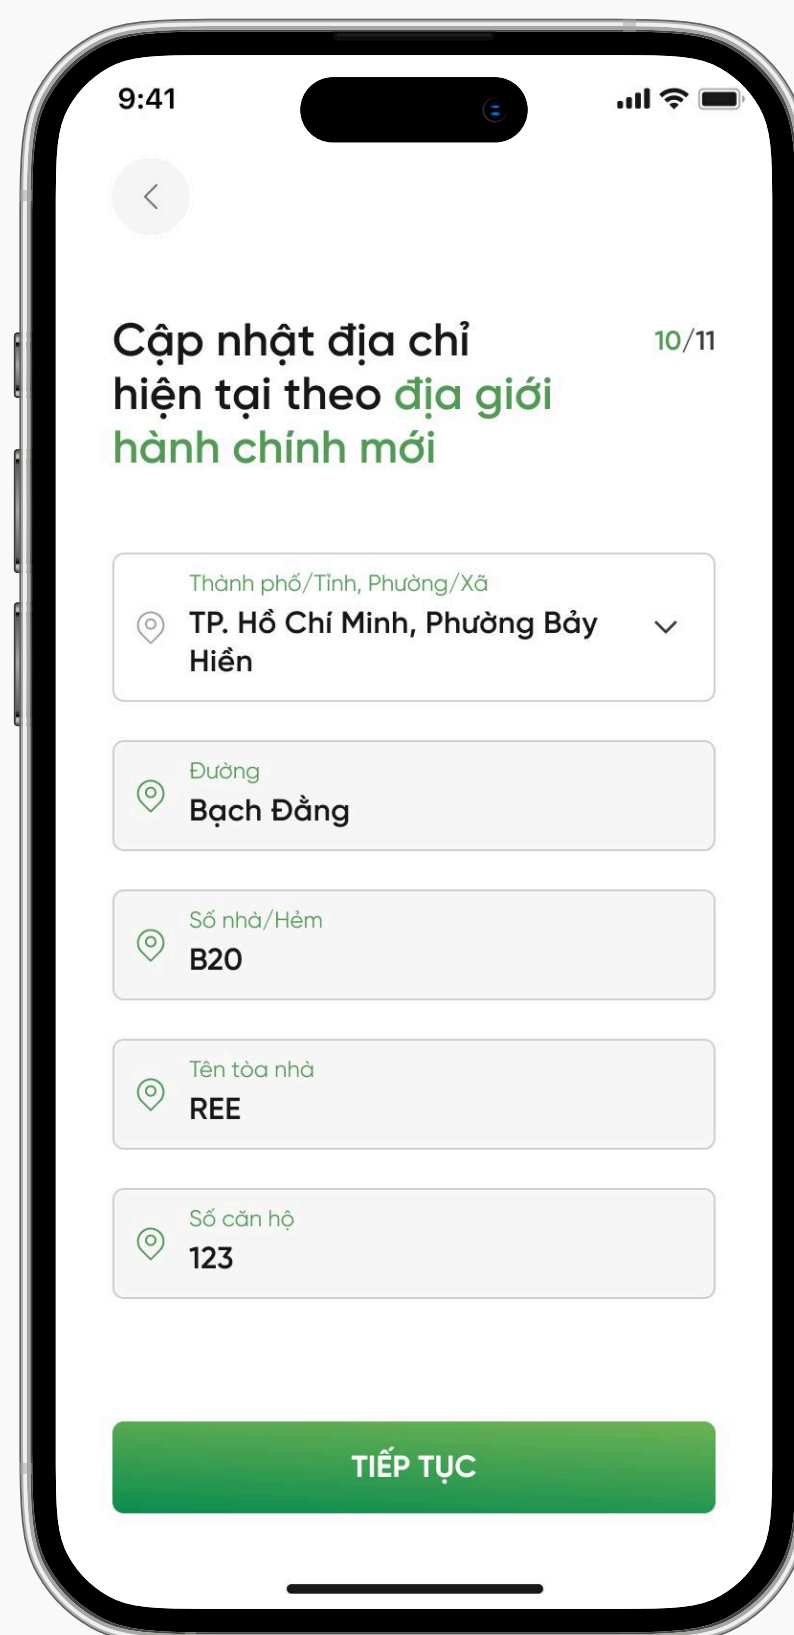 9:41
Cập nhật địa chỉ
10/11
hiện tại theo địa giới
hành chính mới
Thành phố/Tỉnh, Phường/Xã
TP. Hồ Chí Minh, Phường Bảy
Hiền
Đường
Bạch Đằng
Số nhà/Hẻm
B20
Tên tòa nhà
REE
Số căn hộ
123
TIẾP TỤC